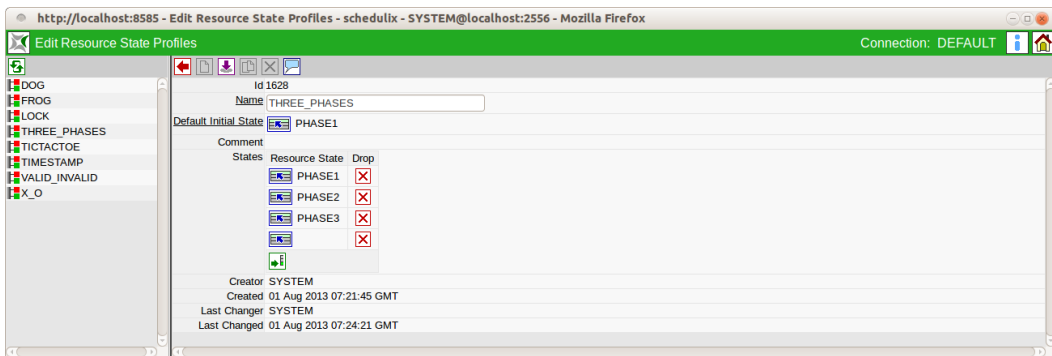 http://localhost:8585 - Edit Resource State Profiles - schedulix - SYSTEM@localhost:2556 - Mozilla Firefox
Edit Resource State Profiles
Connection: DEFAULT
DOG
FROG
LOCK
THREE_PHASES
TICTACTOE
TIMESTAMP
VALID_INVALID
X_O
Id 1628
Name THREE_PHASES
Default Initial State PHASE1
Comment
States Resource State Drop
PHASE1
PHASE2
PHASE3
Creator SYSTEM
Created 01 Aug 2013 07:21:45 GMT
Last Changer SYSTEM
Last Changed 01 Aug 2013 07:24:21 GMT